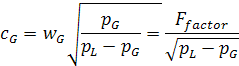 c_G = w_G √(p_G / (p_L − p_G) =) F_factor / √(p_L − p_G)